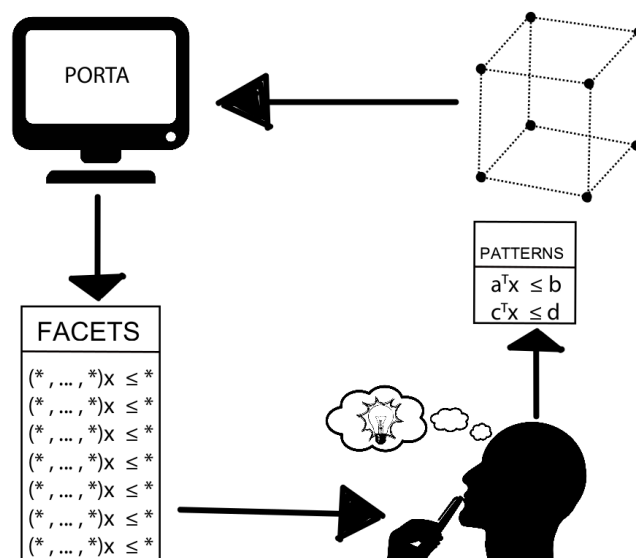 PORTA
PATTERNS
aᵀx ≤ b
cᵀx ≤ d
FACETS
(* , ... , *)x ≤ *
(* , ... , *)x ≤ *
(* , ... , *)x ≤ *
(* , ... , *)x ≤ *
(* , ... , *)x ≤ *
(* , ... , *)x ≤ *
(* , ... , *)x ≤ *